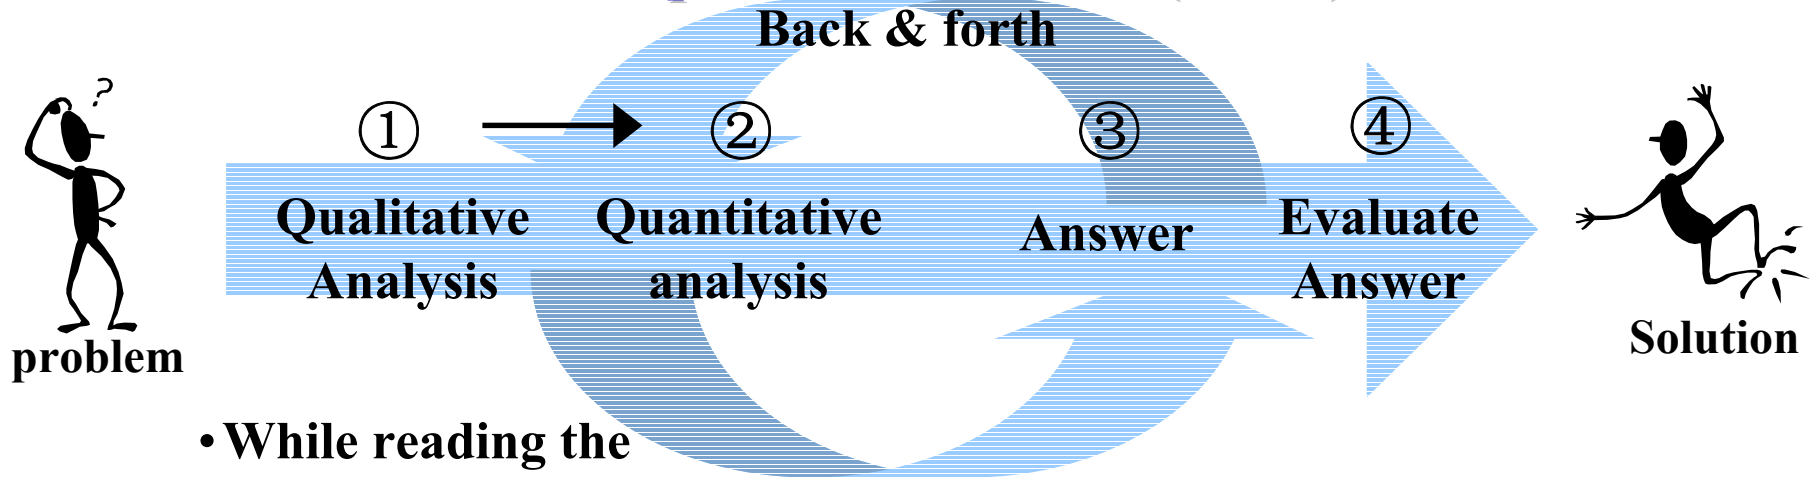 Back & forth
?
① ② ③ ④
Qualitative Analysis
Quantitative analysis
Answer
Evaluate Answer
problem
Solution
• While reading the